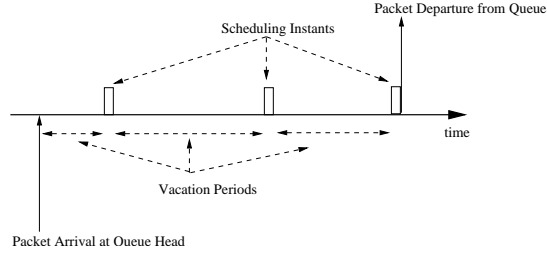 Packet Departure from Queue
Scheduling Instants
time
Vacation Periods
Packet Arrival at Queue Head